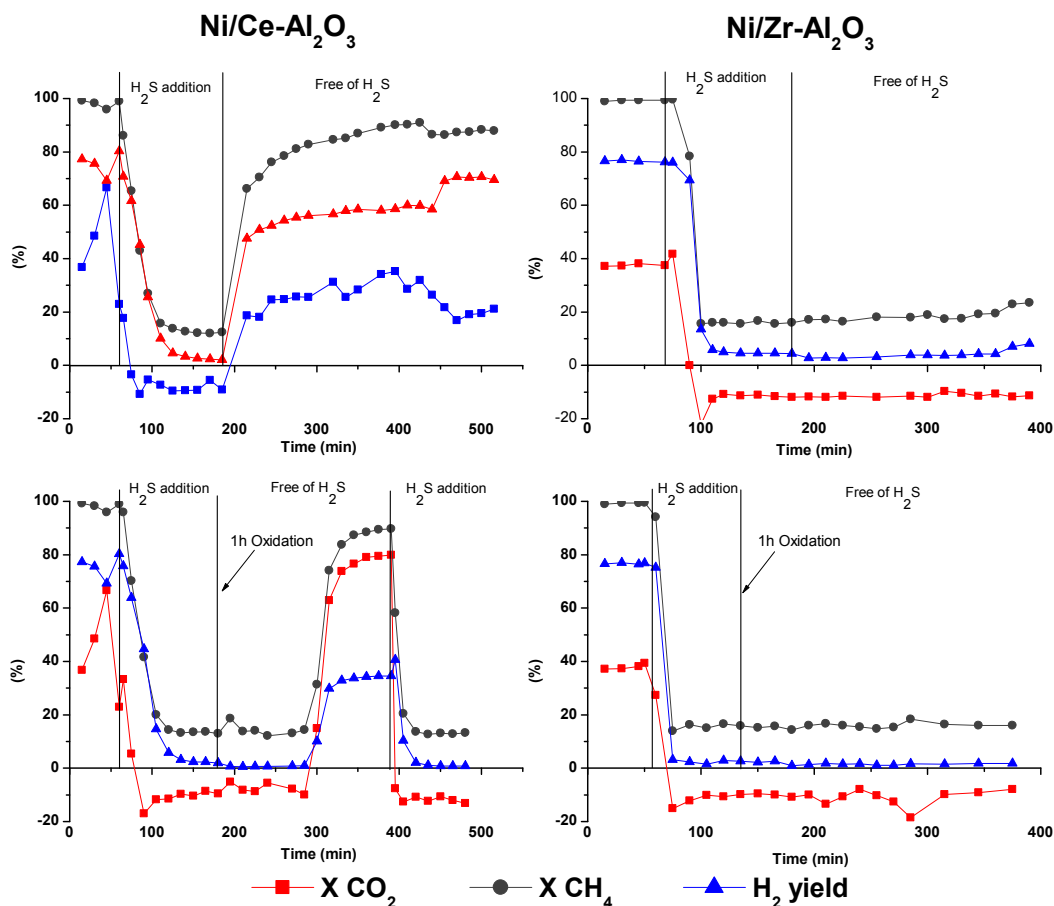 Ni/Ce-Al2O3
Ni/Zr-Al2O3
H2S addition
Free of H2S
100
80
60
40
20
0
-20
(%)
0 100 200 300 400 500
Time (min)
H2S addition
Free of H2S
100
80
60
40
20
0
-20
(%)
0 100 200 300 400
Time (min)
H2S addition
Free of H2S
H2S addition
1h Oxidation
100
80
60
40
20
0
-20
(%)
0 100 200 300 400 500
Time (min)
H2S addition
Free of H2S
1h Oxidation
100
80
60
40
20
0
-20
(%)
0 100 200 300 400
Time (min)
X CO2 X CH4 H2 yield